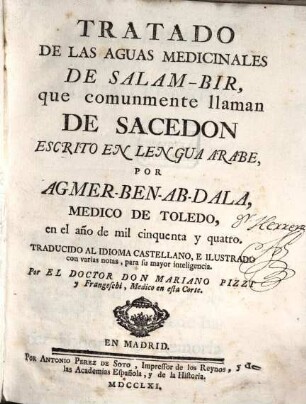 TRATADO
DE LAS AGUAS MEDICINALES
DE SALAM-BIR,
que comunmente llaman
DE SACEDON
ESCRITO EN LENGUA ARABE,
POR
AGMER-BEN-AB-DALA,
MEDICO DE TOLEDO,
en el año de mil cinquenta y quatro.
TRADUCIDO AL IDIOMA CASTELLANO, E ILUSTRADO
con varias notas, para su mayor inteligencia.
Por EL DOCTOR DON MARIANO PIZZI
y Frangeschi, Medico en esta Corte.
EN MADRID.
Por ANTONIO PEREZ DE SOTO, Impressor de los Reynos, y de
las Academias Española, y de la Historia.
MDCCLXI.